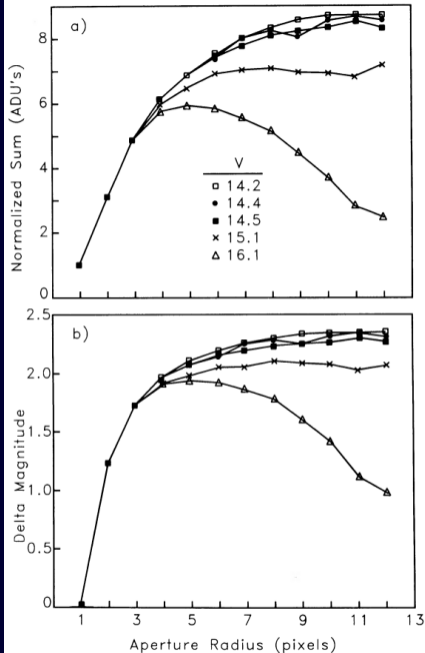 a)
Normalized Sum (ADU's)
8
6
4
2
0
V
14.2
14.4
14.5
15.1
16.1
b)
Delta Magnitude
2.5
2.0
1.5
1.0
0.5
0
1 3 5 7 9 11 13
Aperture Radius (pixels)